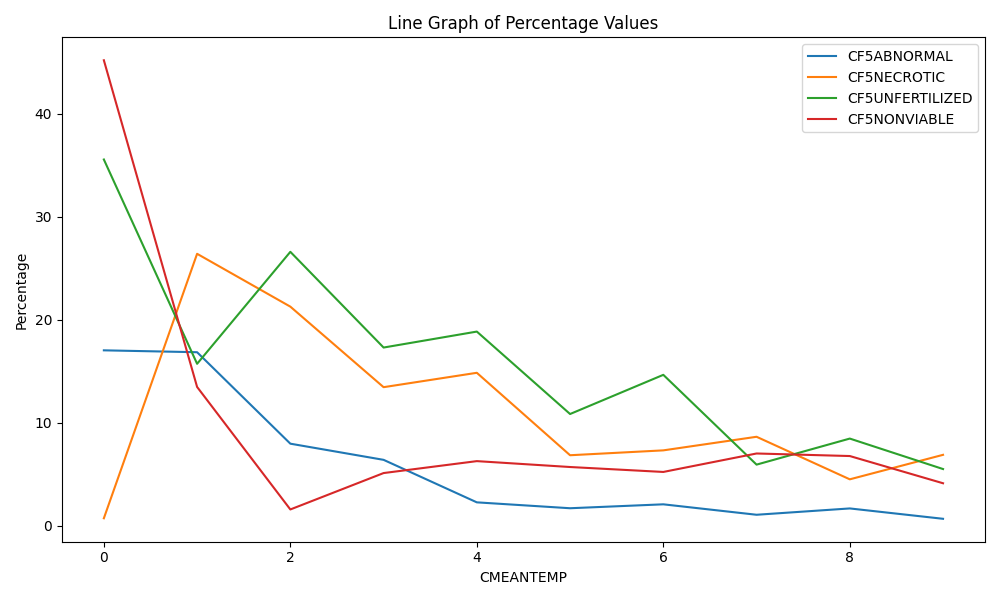 Line Graph of Percentage Values
CF5ABNORMAL
CF5NECROTIC
CF5UNFERTILIZED
CF5NONVIABLE
40
30
20
10
0
Percentage
0 2 4 6 8
CMEANTEMP